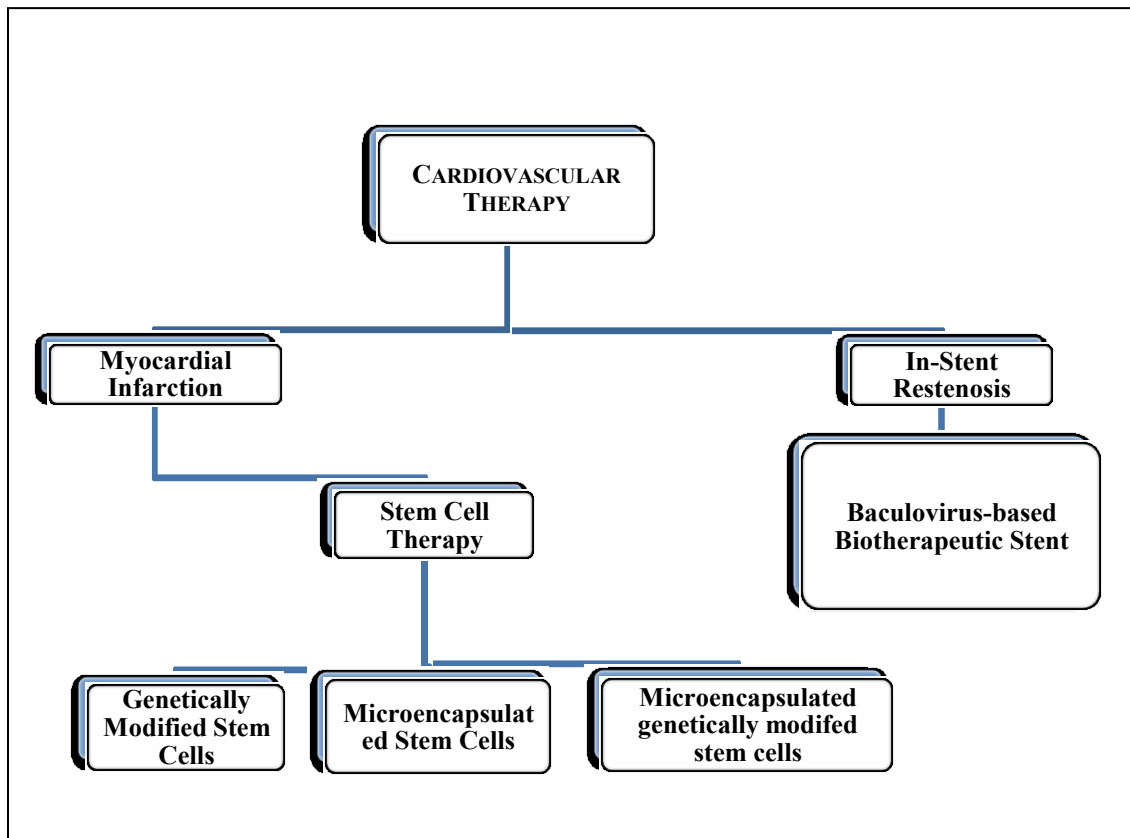 CARDIOVASCULAR
THERAPY
Myocardial
Infarction
In-Stent
Restenosis
Stem Cell
Therapy
Baculovirus-based
Biotherapeutic Stent
Genetically
Modified Stem
Cells
Microencapsulat
ed Stem Cells
Microencapsulated
genetically modifed
stem cells